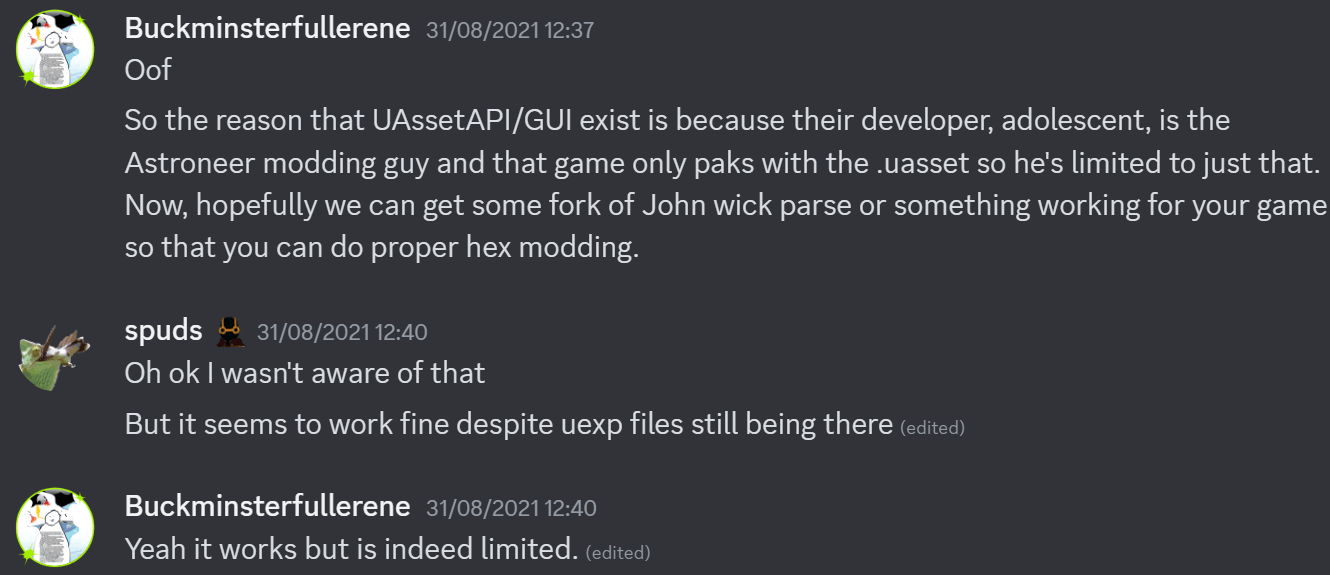 Buckminsterfullerene 31/08/2021 12:37
Oof
So the reason that UAssetAPI/GUI exist is because their developer, adolescent, is the
Astroneer modding guy and that game only paks with the .uasset so he's limited to just that.
Now, hopefully we can get some fork of John wick parse or something working for your game
so that you can do proper hex modding.
spuds 31/08/2021 12:40
Oh ok I wasn't aware of that
But it seems to work fine despite uexp files still being there (edited)
Buckminsterfullerene 31/08/2021 12:40
Yeah it works but is indeed limited. (edited)